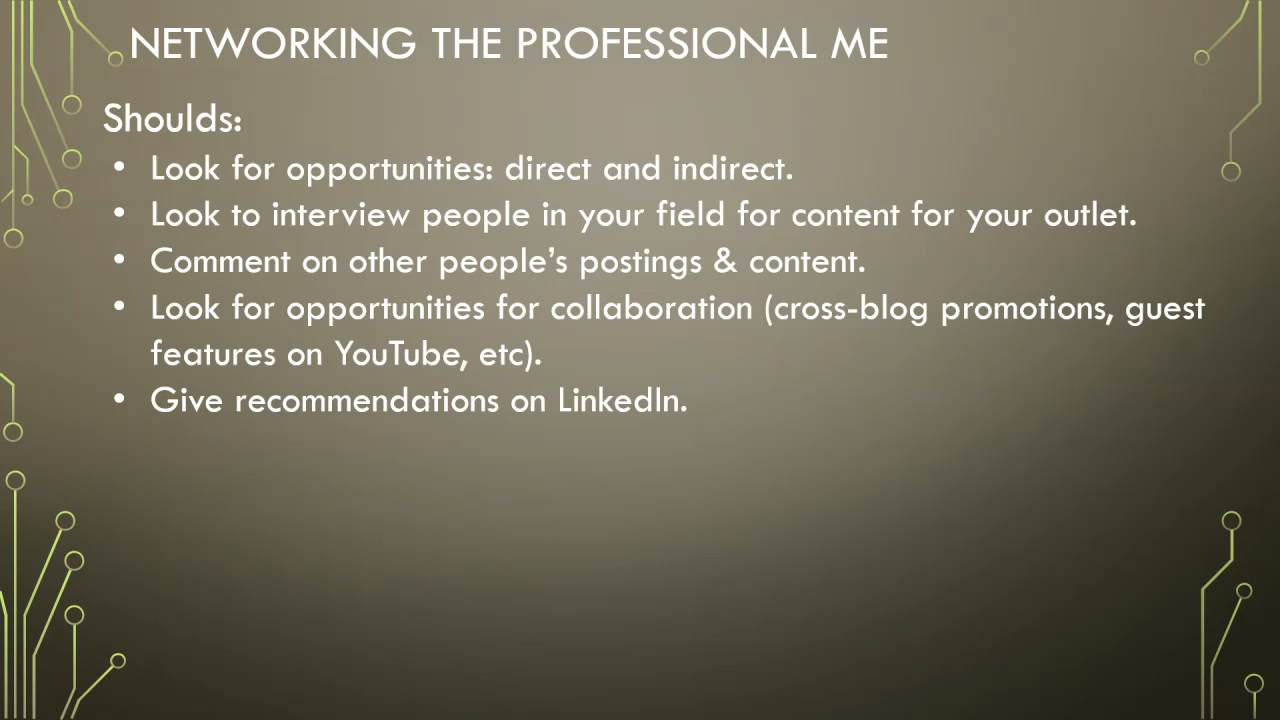 NETWORKING THE PROFESSIONAL ME
Shoulds:
• Look for opportunities: direct and indirect.
• Look to interview people in your field for content for your outlet.
• Comment on other people’s postings & content.
• Look for opportunities for collaboration (cross-blog promotions, guest
features on YouTube, etc).
• Give recommendations on LinkedIn.